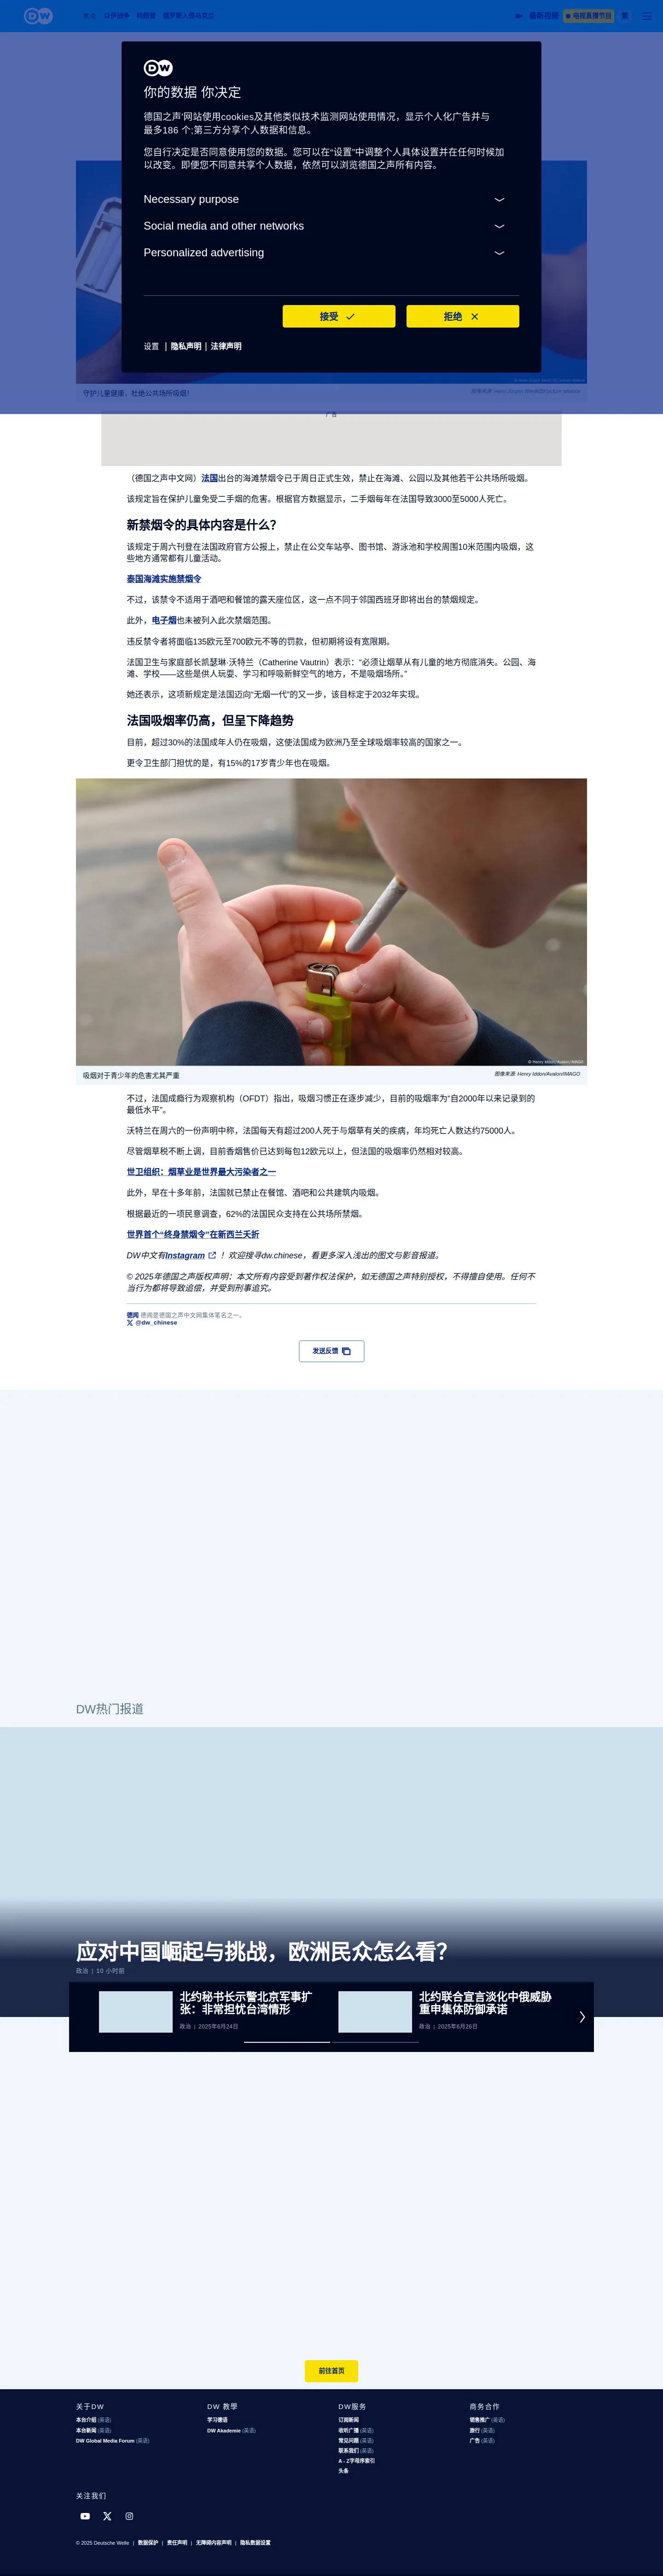 DW
焦点 以伊战争 特朗普 俄罗斯入侵乌克兰
最新视频 电视直播节目 繁
DW
你的数据 你决定
德国之声'网站使用cookies及其他类似技术监测网站使用情况，显示个人化广告并与
最多186 个;第三方分享个人数据和信息。
您自行决定是否同意使用您的数据。您可以在"设置"中调整个人具体设置并在任何时候加
以改变。即便您不同意共享个人数据，依然可以浏览德国之声所有内容。
Necessary purpose
Social media and other networks
Personalized advertising
接受 拒绝
设置 | 隐私声明 | 法律声明
守护儿童健康，杜绝公共场所吸烟！
广告
（德国之声中文网）法国出台的海滩禁烟令已于周日正式生效，禁止在海滩、公园以及其他若干公共场所吸烟。
该规定旨在保护儿童免受二手烟的危害。根据官方数据显示，二手烟每年在法国导致3000至5000人死亡。
新禁烟令的具体内容是什么？
该规定于周六刊登在法国政府官方公报上，禁止在公交车站亭、图书馆、游泳池和学校周围10米范围内吸烟，这
些地方通常都有儿童活动。
泰国海滩实施禁烟令
不过，该禁令不适用于酒吧和餐馆的露天座位区，这一点不同于邻国西班牙即将出台的禁烟规定。
此外，电子烟也未被列入此次禁烟范围。
违反禁令者将面临135欧元至700欧元不等的罚款，但初期将设有宽限期。
法国卫生与家庭部长凯瑟琳·沃特兰（Catherine Vautrin）表示："必须让烟草从有儿童的地方彻底消失。公园、海
滩、学校——这些是供人玩耍、学习和呼吸新鲜空气的地方，不是吸烟场所。"
她还表示，这项新规定是法国迈向"无烟一代"的又一步，该目标定于2032年实现。
法国吸烟率仍高，但呈下降趋势
目前，超过30%的法国成年人仍在吸烟，这使法国成为欧洲乃至全球吸烟率较高的国家之一。
更令卫生部门担忧的是，有15%的17岁青少年也在吸烟。
© Henry Iddon/Avalon/IMAGO
吸烟对于青少年的危害尤其严重
图像来源: Henry Iddon/Avalon/IMAGO
不过，法国成瘾行为观察机构（OFDT）指出，吸烟习惯正在逐步减少，目前的吸烟率为"自2000年以来记录到的
最低水平"。
沃特兰在周六的一份声明中称，法国每天有超过200人死于与烟草有关的疾病，年均死亡人数达约75000人。
尽管烟草税不断上调，目前香烟售价已达到每包12欧元以上，但法国的吸烟率仍然相对较高。
世卫组织：烟草业是世界最大污染者之一
此外，早在十多年前，法国就已禁止在餐馆、酒吧和公共建筑内吸烟。
根据最近的一项民意调查，62%的法国民众支持在公共场所禁烟。
世界首个"终身禁烟令"在新西兰夭折
DW中文有Instagram ！欢迎搜寻dw.chinese，看更多深入浅出的图文与影音报道。
© 2025年德国之声版权声明：本文所有内容受到著作权法保护，如无德国之声特别授权，不得擅自使用。任何不
当行为都将导致追偿，并受到刑事追究。
德闻 德闻是德国之声中文网集体笔名之一。
@dw_chinese
发送反馈
DW热门报道
应对中国崛起与挑战，欧洲民众怎么看？
政治 | 10 小时前
北约秘书长示警北京军事扩
张：非常担忧台湾情形
政治 | 2025年6月24日
北约联合宣言淡化中俄威胁
重申集体防御承诺
政治 | 2025年6月26日
前往首页
关于DW
本台介绍 (英语)
本台新闻 (英语)
DW Global Media Forum (英语)
DW 教學
学习德语
DW Akademie (英语)
DW服务
订阅新闻
收听广播 (英语)
常见问题 (英语)
联系我们 (英语)
A - Z字母序索引
头条
商务合作
销售推广 (英语)
旅行 (英语)
广告 (英语)
关注我们
© 2025 Deutsche Welle | 数据保护 | 责任声明 | 无障碍内容声明 | 隐私数据设置